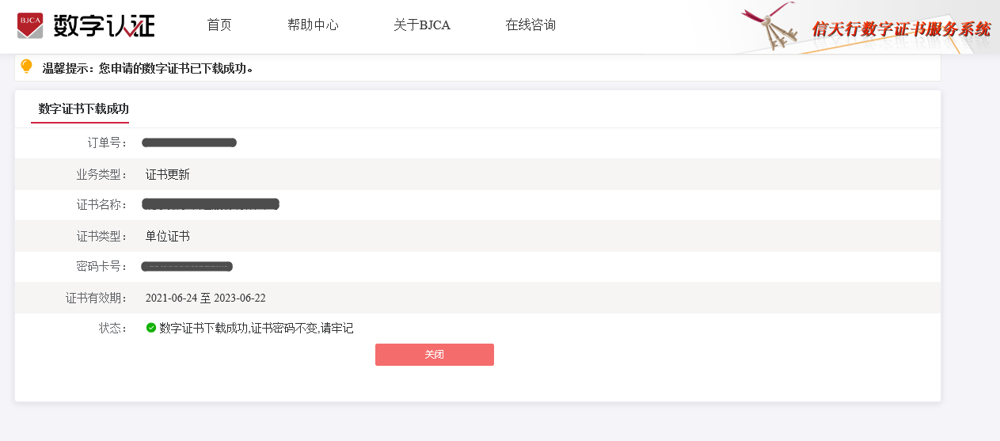 BJCA 数字认证 首页 帮助中心 关于BJCA 在线咨询 信天行数字证书服务系统
温馨提示：您申请的数字证书已下载成功。
数字证书下载成功
订单号：
业务类型： 证书更新
证书名称：
证书类型： 单位证书
密码卡号：
证书有效期： 2021-06-24 至 2023-06-22
状态： 数字证书下载成功,证书密码不变,请牢记
关闭